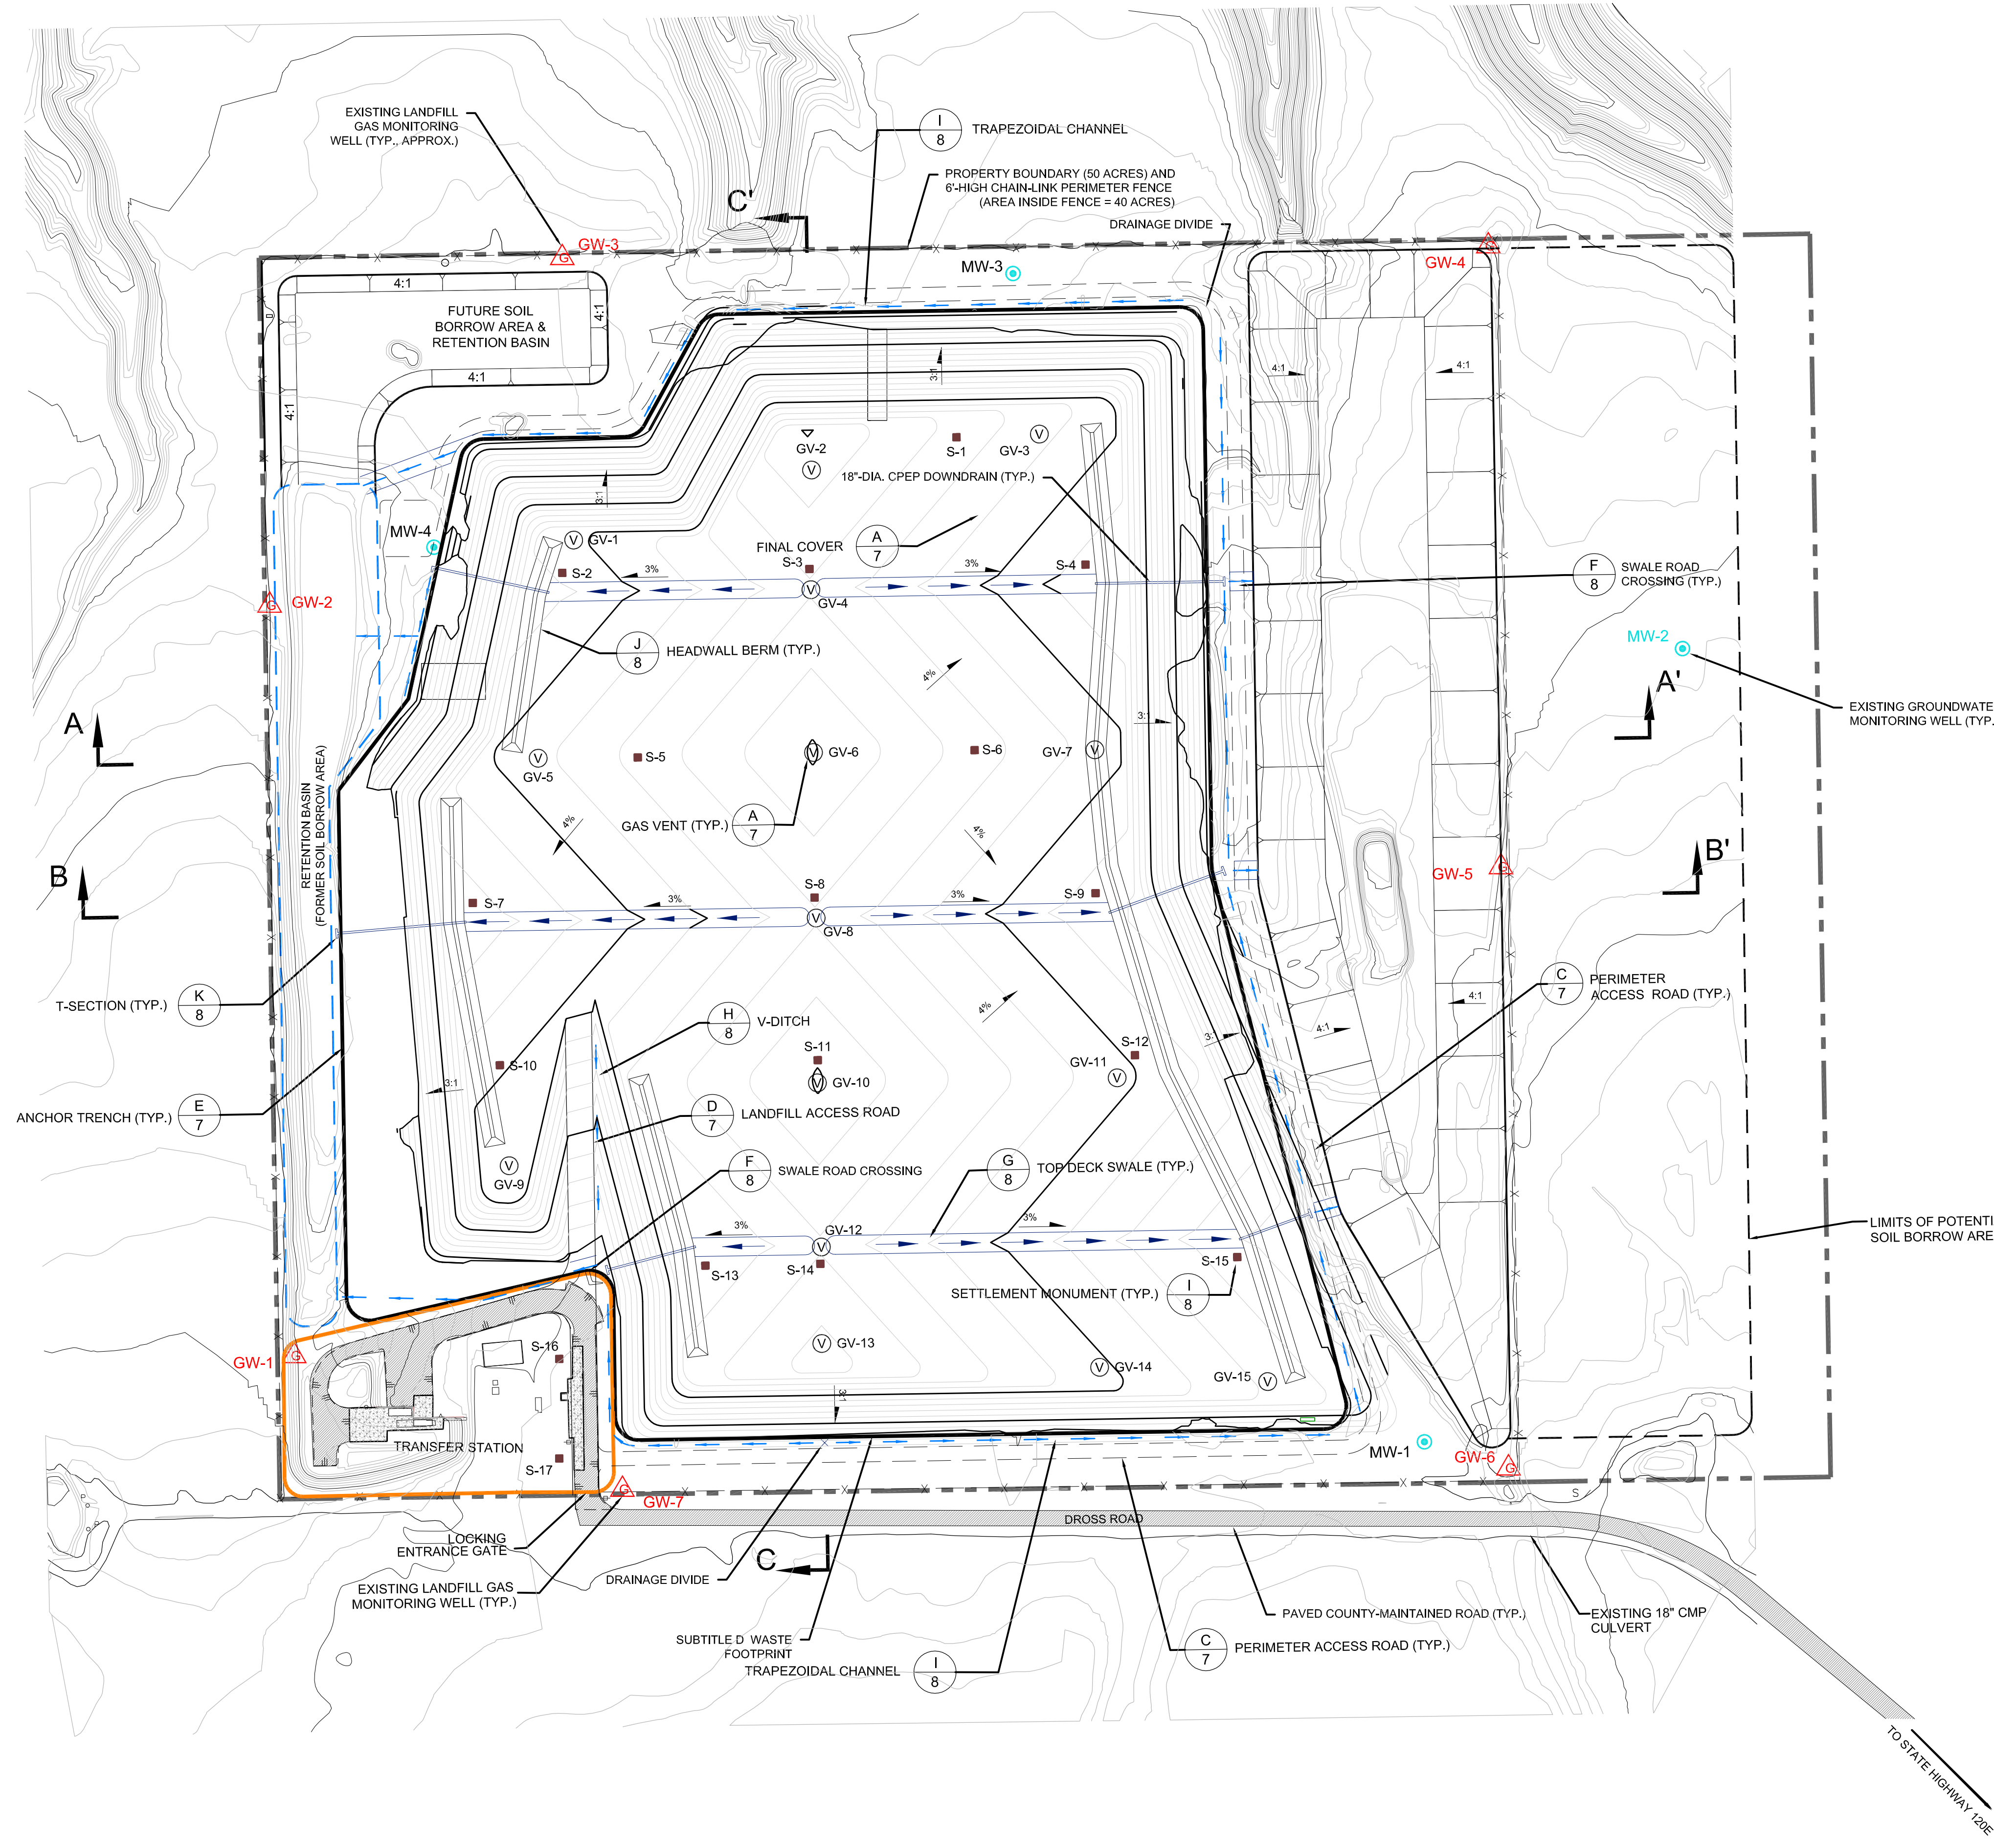 EXISTING LANDFILL
GAS MONITORING
WELL (TYP., APPROX.)
I
8
TRAPEZOIDAL CHANNEL
PROPERTY BOUNDARY (50 ACRES) AND
6'-HIGH CHAIN-LINK PERIMETER FENCE
(AREA INSIDE FENCE = 40 ACRES)
C'
DRAINAGE DIVIDE
GW-3
G
MW-3
GW-4
G
4:1
FUTURE SOIL
BORROW AREA &
RETENTION BASIN
4:1
4:1
4:1
3:1
4:1
4:1
GV-2
V
S-1
GV-3
V
18"-DIA. CPEP DOWNDRAIN (TYP.)
3:1
MW-4
V
GV-1
FINAL COVER
A
7
S-3
S-2
3%
3%
S-4
V
GV-4
F
8
SWALE ROAD
CROSSING (TYP.)
G
GW-2
J
8
HEADWALL BERM (TYP.)
MW-2
4%
A
A'
EXISTING GROUNDWATE
MONITORING WELL (TYP.
3:1
V
GV-5
S-5
V
GV-6
S-6
GV-7
V
RETENTION BASIN
(FORMER SOIL BORROW AREA)
GAS VENT (TYP.)
A
7
4%
4%
B
B'
GW-5
G
S-7
3%
S-8
V
GV-8
3%
S-9
T-SECTION (TYP.)
K
8
C
7
PERIMETER
ACCESS ROAD (TYP.)
4:1
4:1
4%
H
8
V-DITCH
3:1
S-10
3:1
S-11
V
GV-10
S-12
GV-11
V
ANCHOR TRENCH (TYP.)
E
7
D
7
LANDFILL ACCESS ROAD
V
GV-9
F
8
SWALE ROAD CROSSING
G
8
TOP DECK SWALE (TYP.)
3%
GV-12
V
3%
LIMITS OF POTENTI
SOIL BORROW ARE
S-13
S-14
S-15
SETTLEMENT MONUMENT (TYP.)
I
8
GW-1
G
S-16
V
GV-13
V
GV-14
GV-15
V
3:1
TRANSFER STATION
S-17
MW-1
GW-6
G
G
GW-7
S
DROSS ROAD
LOCKING
ENTRANCE GATE
C
EXISTING LANDFILL GAS
MONITORING WELL (TYP.)
DRAINAGE DIVIDE
SUBTITLE D WASTE
FOOTPRINT
TRAPEZOIDAL CHANNEL
I
8
C
7
PERIMETER ACCESS ROAD (TYP.)
PAVED COUNTY-MAINTAINED ROAD (TYP.)
EXISTING 18" CMP
CULVERT
TO STATE HIGHWAY 120E